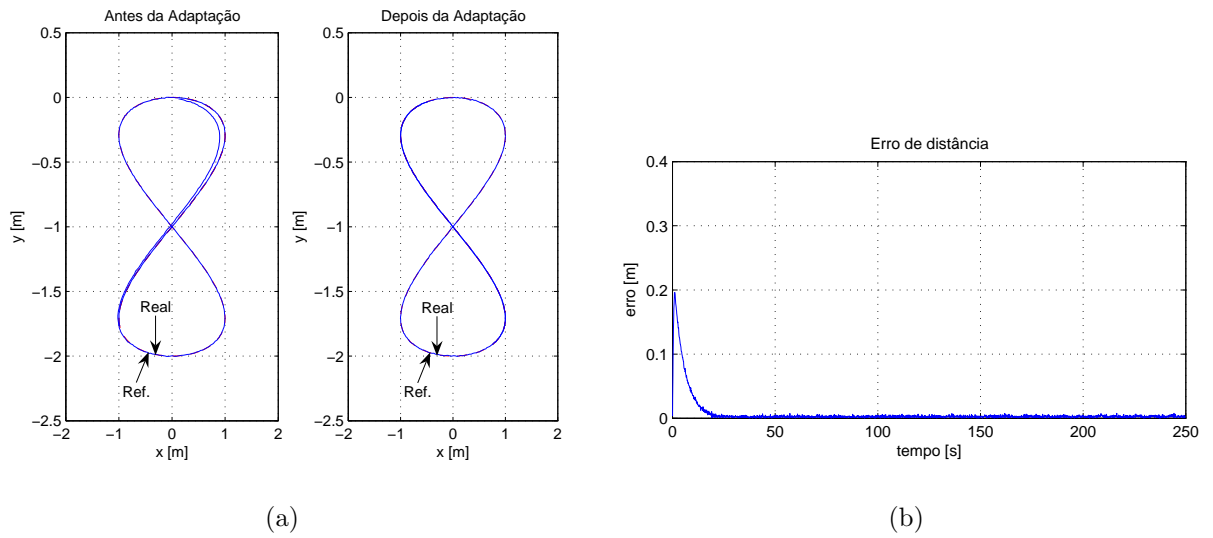 Antes da Adaptação
0.5
0
−0.5
−1
−1.5
−2
−2.5
y [m]
−2 −1 0 1 2
x [m]
Real
Ref.
Depois da Adaptação
0.5
0
−0.5
−1
−1.5
−2
−2.5
y [m]
−2 −1 0 1 2
x [m]
Real
Ref.
(a)
Erro de distância
0.4
0.3
0.2
0.1
0
erro [m]
0 50 100 150 200 250
tempo [s]
(b)